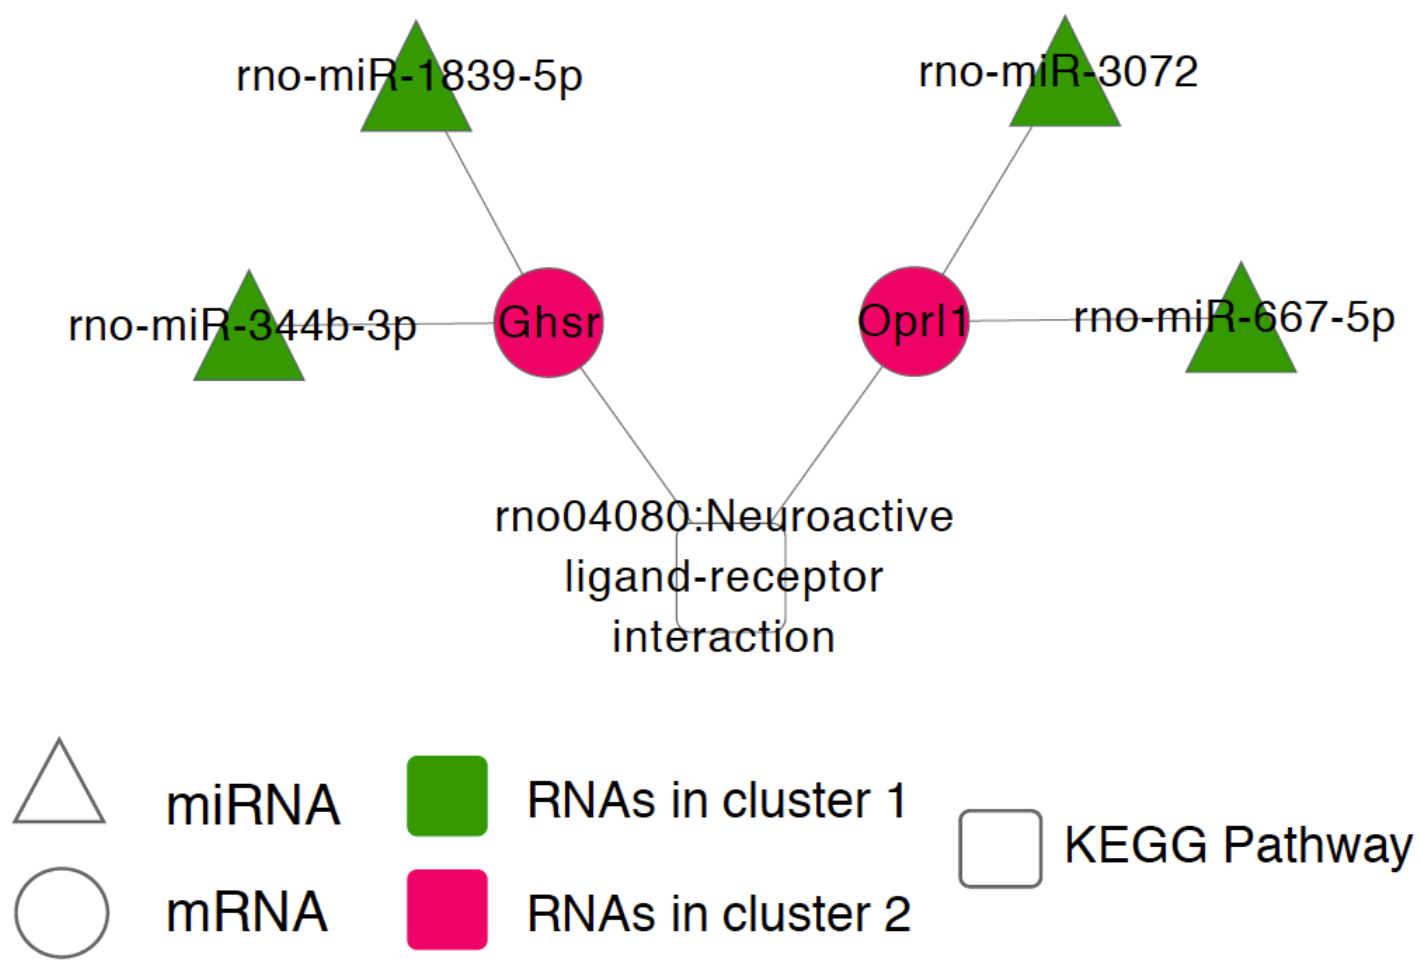 rno-miR-1839-5p
rno-miR-3072
rno-miR-344b-3p
Ghsr
Oprl1
rno-miR-667-5p
rno04080:Neuroactive
ligand-receptor
interaction
miRNA
RNAs in cluster 1
KEGG Pathway
mRNA
RNAs in cluster 2